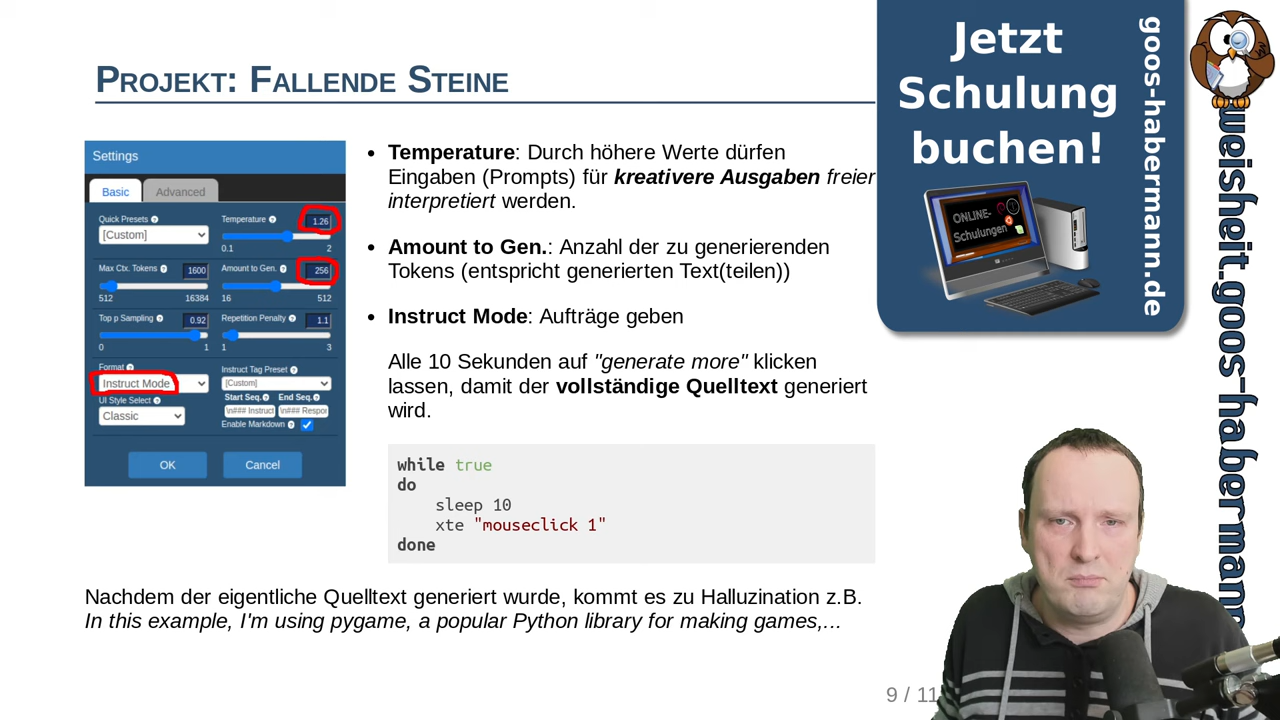 PROJEKT: FALLENDE STEINE
Settings
Basic
Advanced
Quick Presets ?
[Custom]
Temperature ?
1.26
0.1
2
Max Ctx. Tokens ?
1600
512
16384
Amount to Gen. ?
256
16
512
Top p Sampling ?
0.92
0
1
Repetition Penalty ?
1.1
1
3
Format ?
Instruct Mode
Instruct Tag Preset ?
[Custom]
UI Style Select ?
Classic
Start Seq. ?
End Seq. ?
\n### Instruct
\n### Respor
Enable Markdown ?
OK
Cancel
• Temperature: Durch höhere Werte dürfen
Eingaben (Prompts) für kreativere Ausgaben freier
interpretiert werden.
• Amount to Gen.: Anzahl der zu generierenden
Tokens (entspricht generierten Text(teilen))
• Instruct Mode: Aufträge geben
Alle 10 Sekunden auf "generate more" klicken
lassen, damit der vollständige Quelltext generiert
wird.
while true
do
sleep 10
xte "mouseclick 1"
done
Nachdem der eigentliche Quelltext generiert wurde, kommt es zu Halluzination z.B.
In this example, I'm using pygame, a popular Python library for making games,...
9 / 11
Jetzt
Schulung
buchen!
ONLINE-
Schulungen
goos-habermann.de
weisheit.goos-habermann